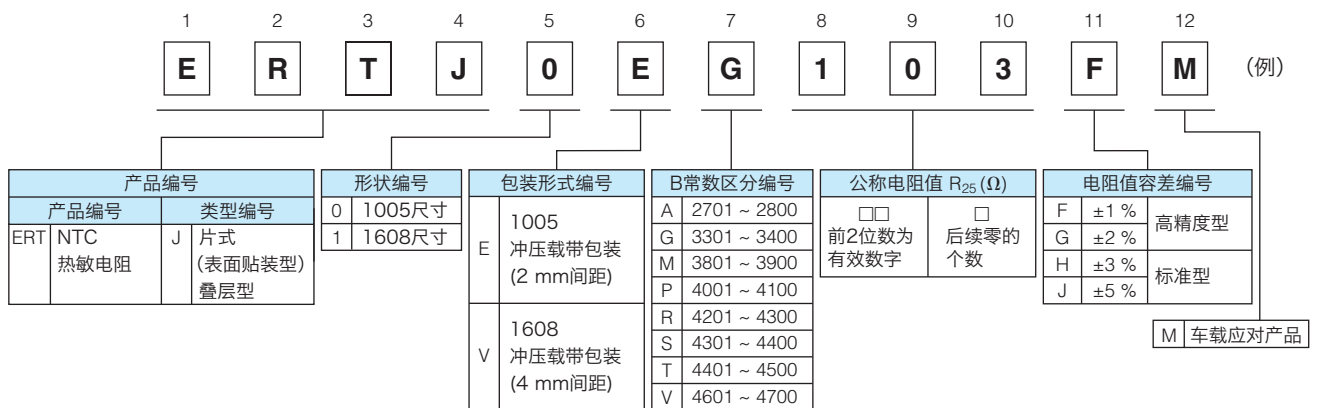 1 2 3 4 5 6 7 8 9 10 11 12
E R T J 0 E G 1 0 3 F M (例)
产品编号
产品编号 类型编号
ERT NTC 热敏电阻
J 片式
(表面贴装型)
叠层型
形状编号
0 1005尺寸
1 1608尺寸
包装形式编号
E 1005
冲压载带包装
(2 mm间距)
V 1608
冲压载带包装
(4 mm间距)
B常数区分编号
A 2701 ~ 2800
G 3301 ~ 3400
M 3801 ~ 3900
P 4001 ~ 4100
R 4201 ~ 4300
S 4301 ~ 4400
T 4401 ~ 4500
V 4601 ~ 4700
公称电阻值 R25 (Ω)
□□
前2位数为
有效数字
□
后续零的
个数
电阻值容差编号
F ±1 % 高精度型
G ±2 %
H ±3 % 标准型
J ±5 %
M 车载应对产品